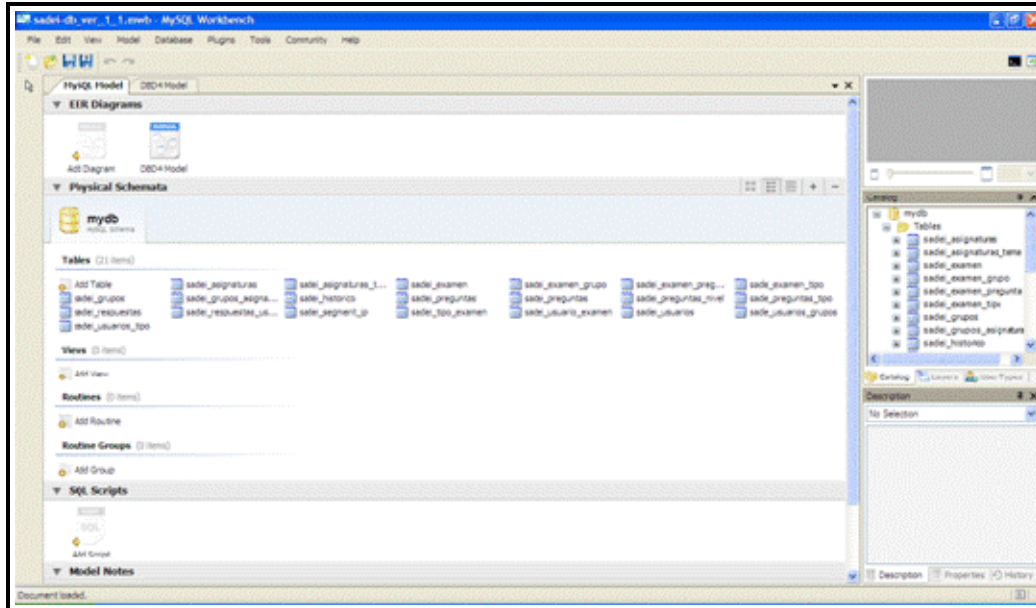 sadei-db_ver_1_1.mwb - MySQL Workbench
File Edit View Model Database Plugins Tools Community Help
MySQL Model DBD4 Model
EER Diagrams
Add Diagram DBD4 Model
Physical Schemata
mydb
MySQL Schema
Tables (21 items)
Add Table sadei_asignaturas sadei_asignaturas_t... sadei_examen sadei_examen_grupo sadei_examen_preg... sadei_examen_tipo
sadei_grupos sadei_grupos_asigna... sadei_historico sadei_preguntas sadei_preguntas sadei_preguntas_nivel sadei_preguntas_tipo
sadei_respuestas sadei_respuestas_us... sadei_segment_ip sadei_tipo_examen sadei_usuario_examen sadei_usuarios sadei_usuarios_grupos
sadei_usuarios_tipo
Views (0 items)
Add View
Routines (0 items)
Add Routine
Routine Groups (0 items)
Add Group
SQL Scripts
SQL
Add Script
Model Notes
Catalog
mydb
Tables
sadei_asignaturas
sadei_asignaturas_tema
sadei_examen
sadei_examen_grupo
sadei_examen_pregunta
sadei_examen_tipo
sadei_grupos
sadei_grupos_asignatura
sadei_historico
Catalog Layers User Types
Description
No Selection
Description Properties History
Document loaded.